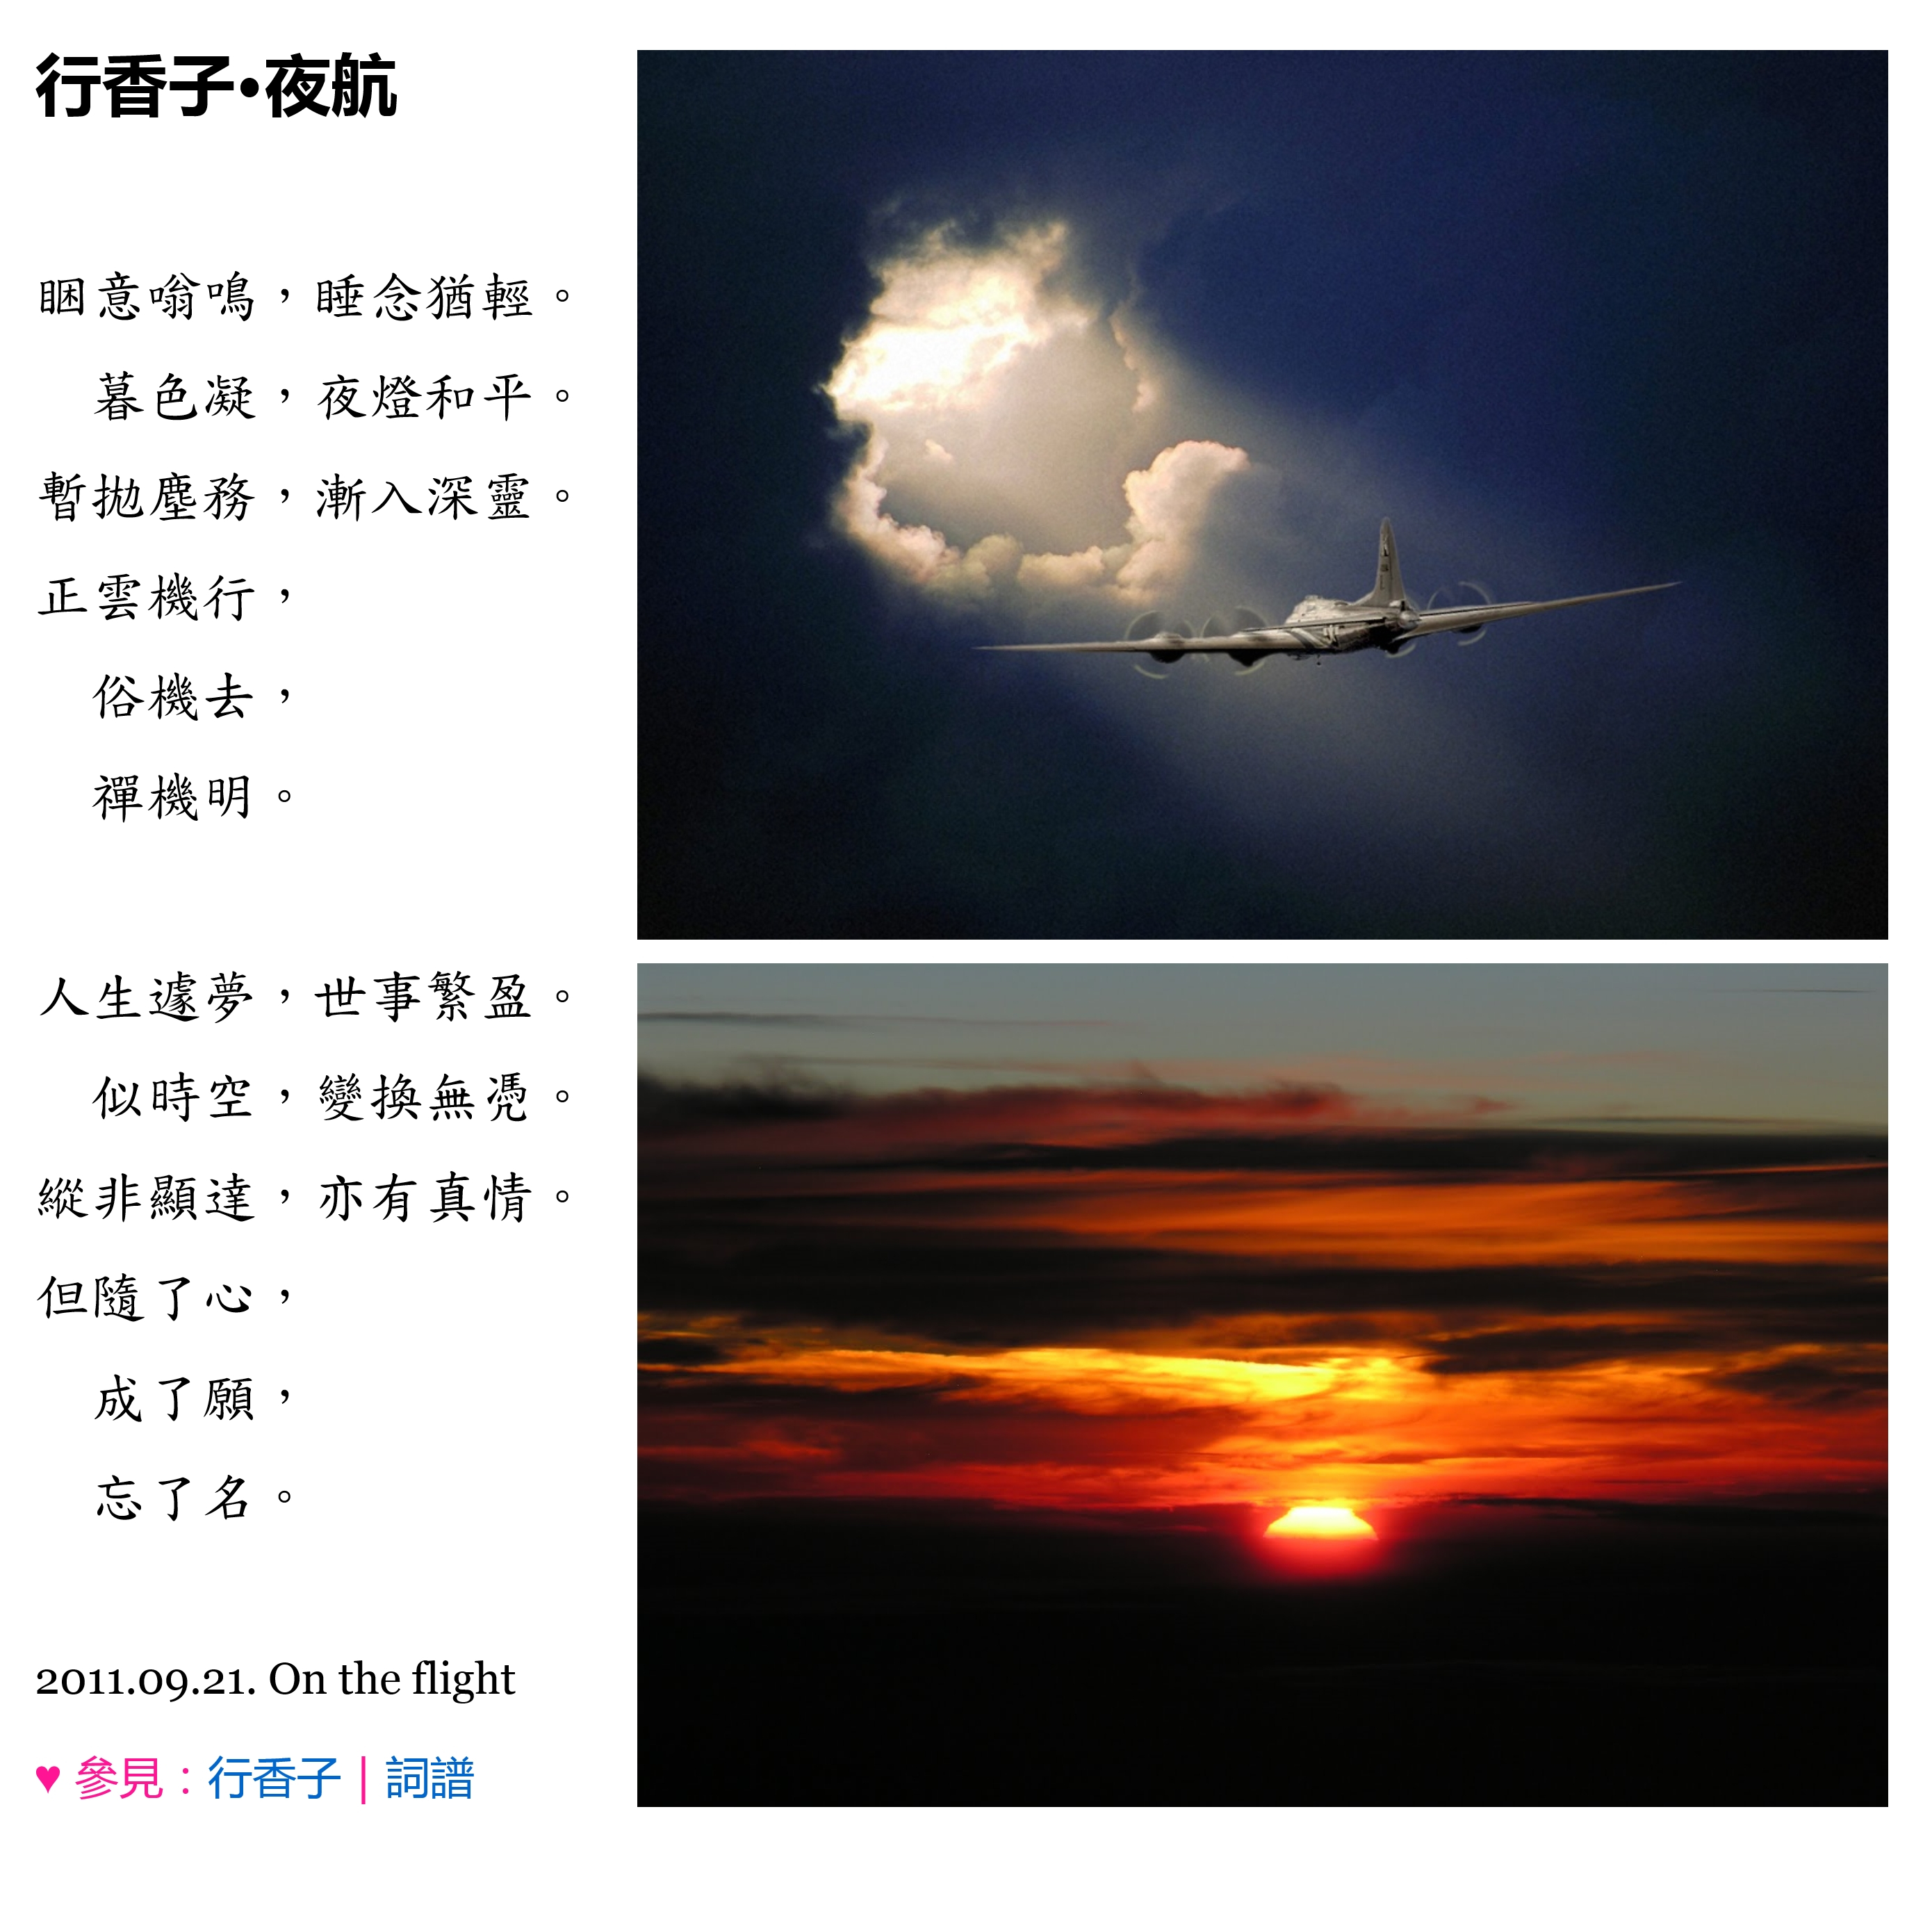 行香子•夜航
睏意嗡鳴，睡念猶輕。
暮色凝，夜燈和平。
暫拋塵務，漸入深靈。
正雲機行，
俗機去，
禪機明。
人生遽夢，世事繁盈。
似時空，變換無凴。
縱非顯達，亦有真情。
但隨了心，
成了願，
忘了名。
2011.09.21. On the flight
♥ 參見：行香子 | 詞譜